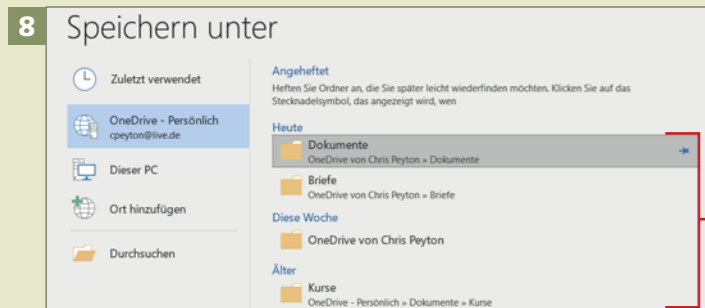 8
Speichern unter
Zuletzt verwendet
OneDrive - Persönlich
cpeyton@live.de
Dieser PC
Ort hinzufügen
Durchsuchen
Angeheftet
Heften Sie Ordner an, die Sie später leicht wiederfinden möchten. Klicken Sie auf das
Stecknadelsymbol, das angezeigt wird, wen
Heute
Dokumente
OneDrive von Chris Peyton » Dokumente
Briefe
OneDrive von Chris Peyton » Briefe
Diese Woche
OneDrive von Chris Peyton
Älter
Kurse
OneDrive - Persönlich » Dokumente » Kurse